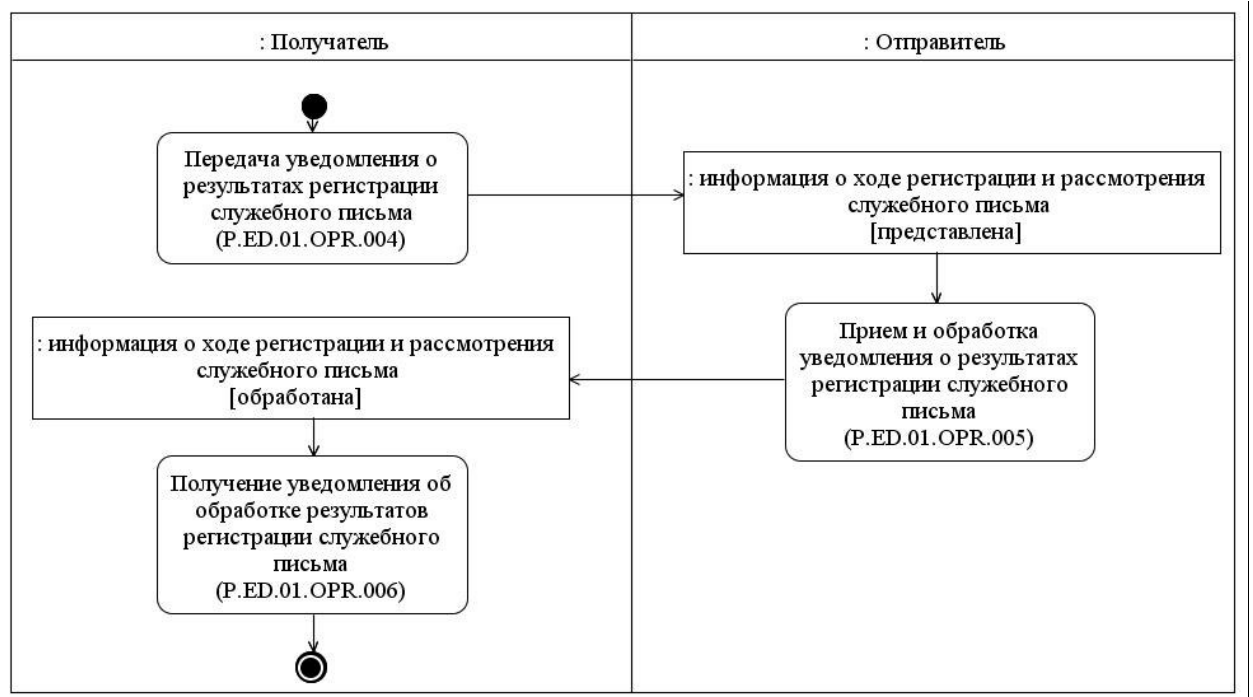 : Получатель
: Отправитель
Передача уведомления о
результатах регистрации
служебного письма
(P.ED.01.OPR.004)
: информация о ходе регистрации и рассмотрения
служебного письма
[представлена]
Прием и обработка
уведомления о результатах
регистрации служебного
письма
(P.ED.01.OPR.005)
: информация о ходе регистрации и рассмотрения
служебного письма
[обработана]
Получение уведомления об
обработке результатов
регистрации служебного
письма
(P.ED.01.OPR.006)